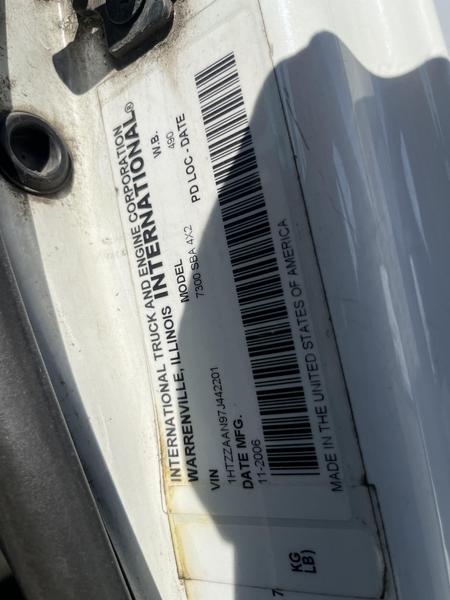 INTERNATIONAL TRUCK AND ENGINE CORPORATION
WARRENVILLE, ILLINOIS INTERNATIONAL®
MODEL W.B.
7300 SBA 4X2 490
VIN PD LOC - DATE
1HTZZAAN97J442201
DATE MFG.
11-2006
MADE IN THE UNITED STATES OF AMERICA
KG
LB)